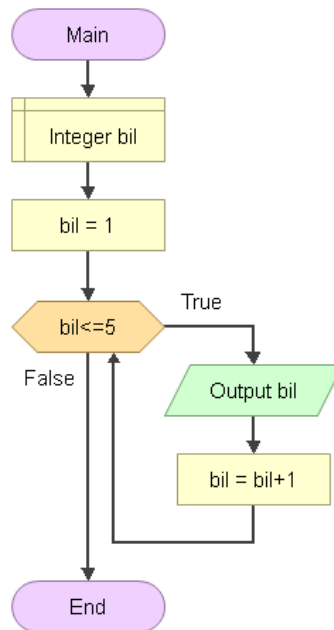 Main
Integer bil
bil = 1
bil<=5
True
False
Output bil
bil = bil+1
End